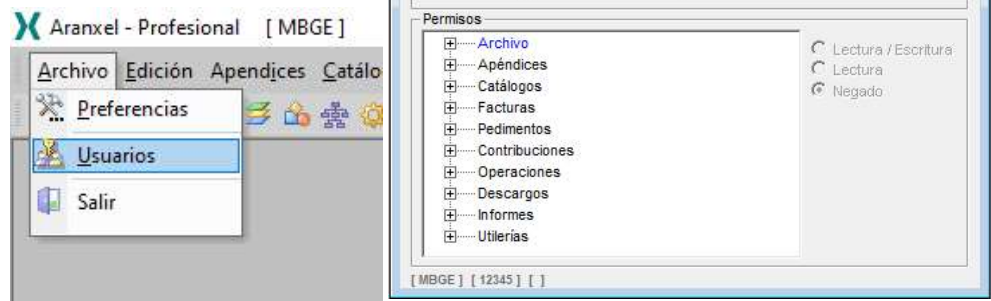 Aranxel - Profesional [ MBGE ]
Archivo Edición Apendices Catálo
Preferencias
Usuarios
Salir
Permisos
Archivo
Apéndices
Catálogos
Facturas
Pedimentos
Contribuciones
Operaciones
Descargos
Informes
Utilerías
Lectura / Escritura
Lectura
Negado
[ MBGE ] [ 12345 ] [ ]